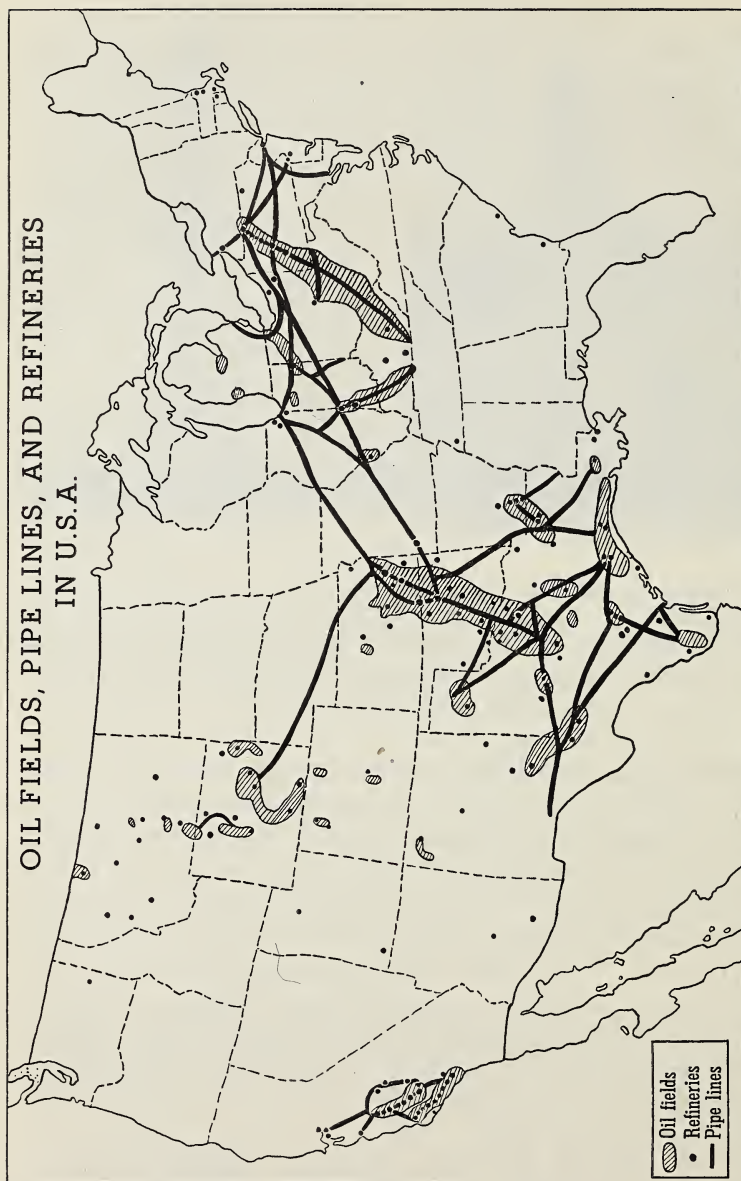 OIL FIELDS, PIPE LINES, AND REFINERIES
IN U.S.A.
Oil fields
Refineries
Pipe lines